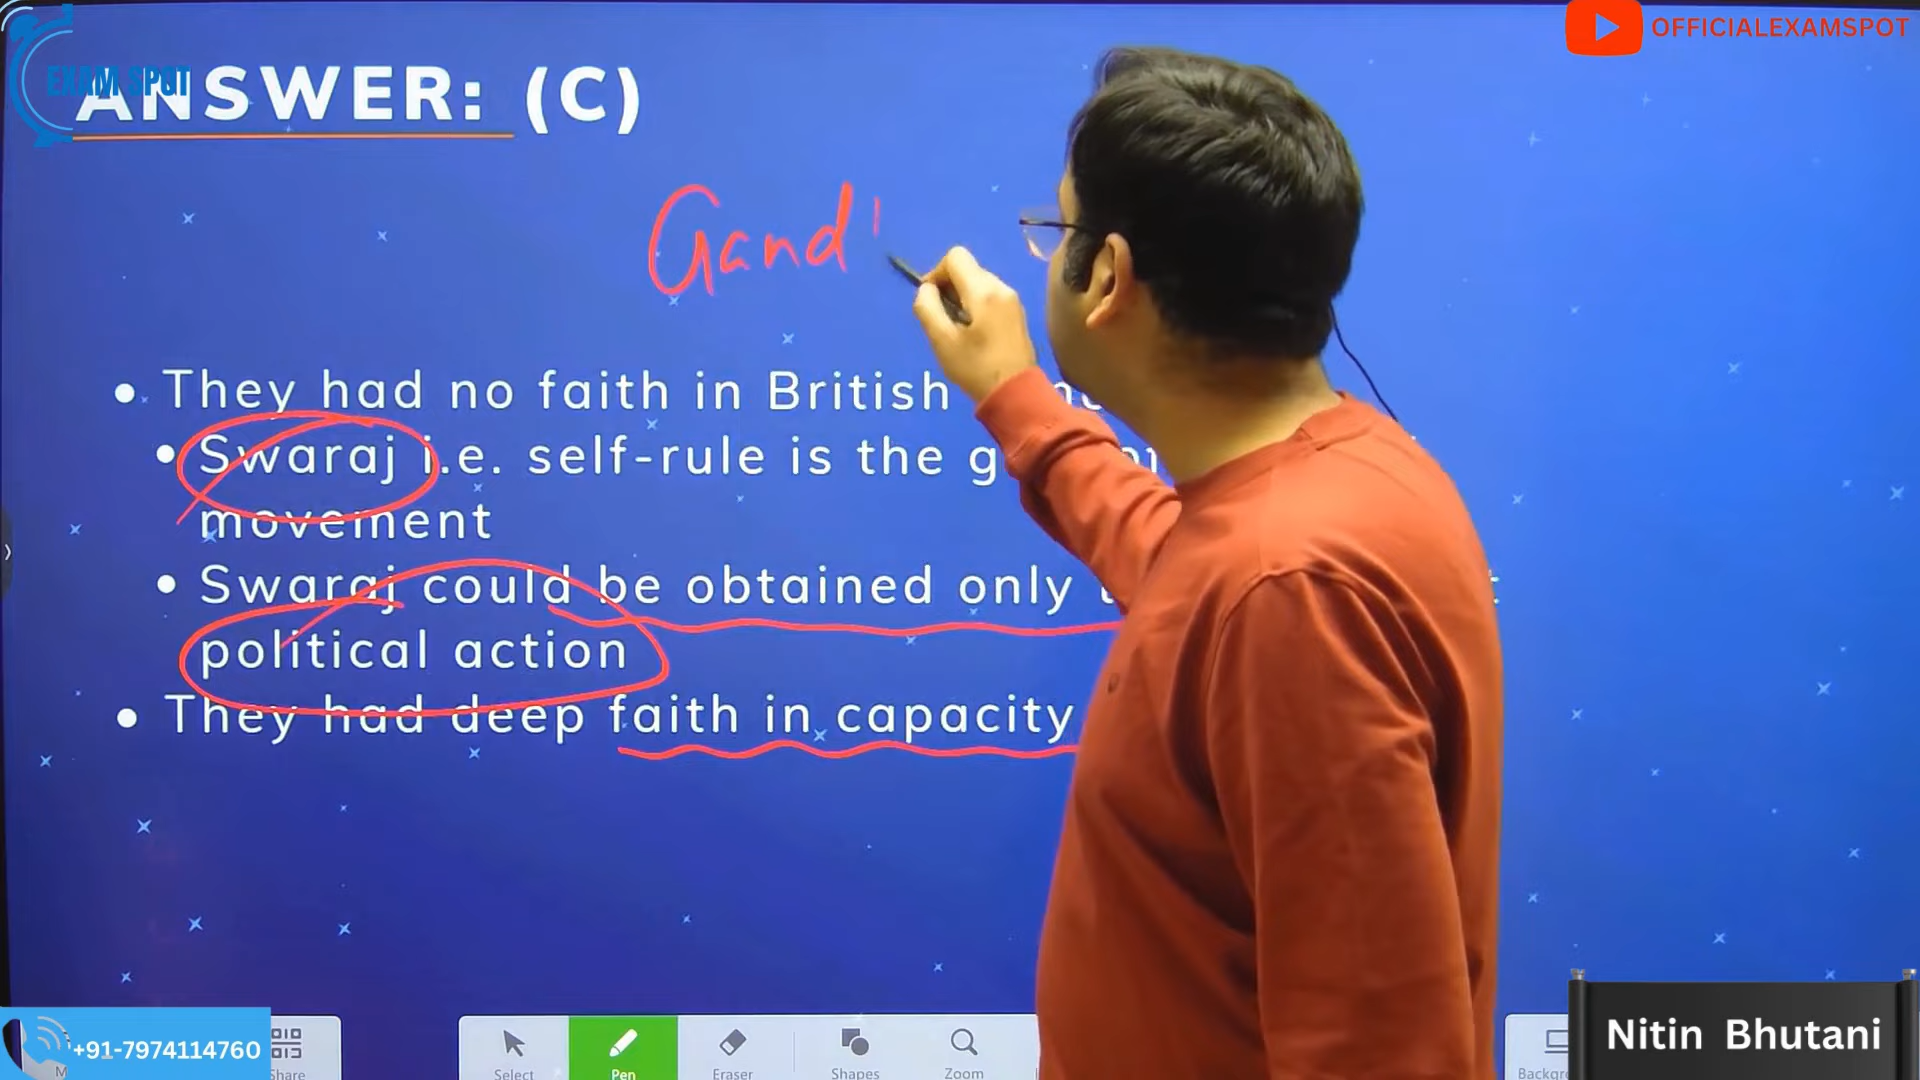 OFFICIALEXAMSPOT
EXAM SPOT
ANSWER: (C)
Gand
They had no faith in British
Swaraj i.e. self-rule is the
movement
Swaraj could be obtained only
political action
They had deep faith in capacity
+91-7974114760
Share
Select
Pen
Eraser
Shapes
Zoom
Nitin Bhutani